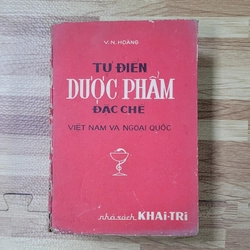 V.N. HOÀNG
TỰ ĐIỂN
DƯỢC PHẨM
ĐẶC CHẾ
VIỆT NAM VÀ NGOẠI QUỐC
nhà sách KHAI-TRÍ